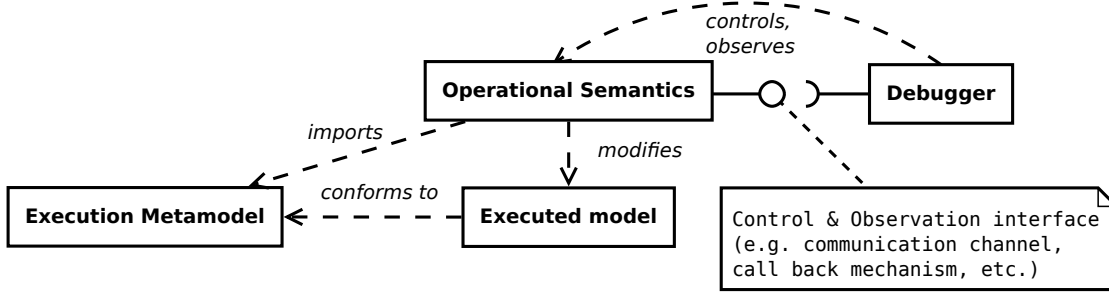 controls,
observes
Operational Semantics
Debugger
imports
modifies
conforms to
Execution Metamodel
Executed model
Control & Observation interface
(e.g. communication channel,
call back mechanism, etc.)